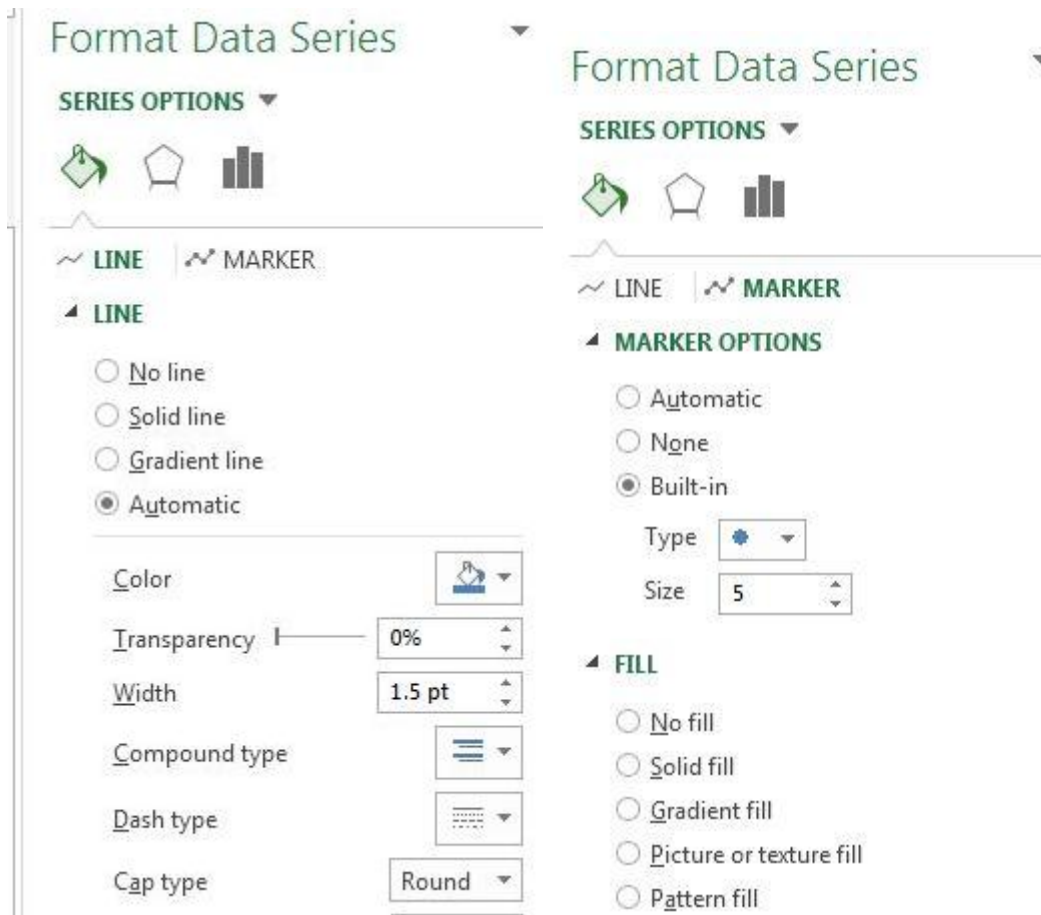 Format Data Series
SERIES OPTIONS
LINE
MARKER
LINE
No line
Solid line
Gradient line
Automatic
Color
Transparency
0%
Width
1.5 pt
Compound type
Dash type
Cap type
Round
Format Data Series
SERIES OPTIONS
LINE
MARKER
MARKER OPTIONS
Automatic
None
Built-in
Type
Size
5
FILL
No fill
Solid fill
Gradient fill
Picture or texture fill
Pattern fill